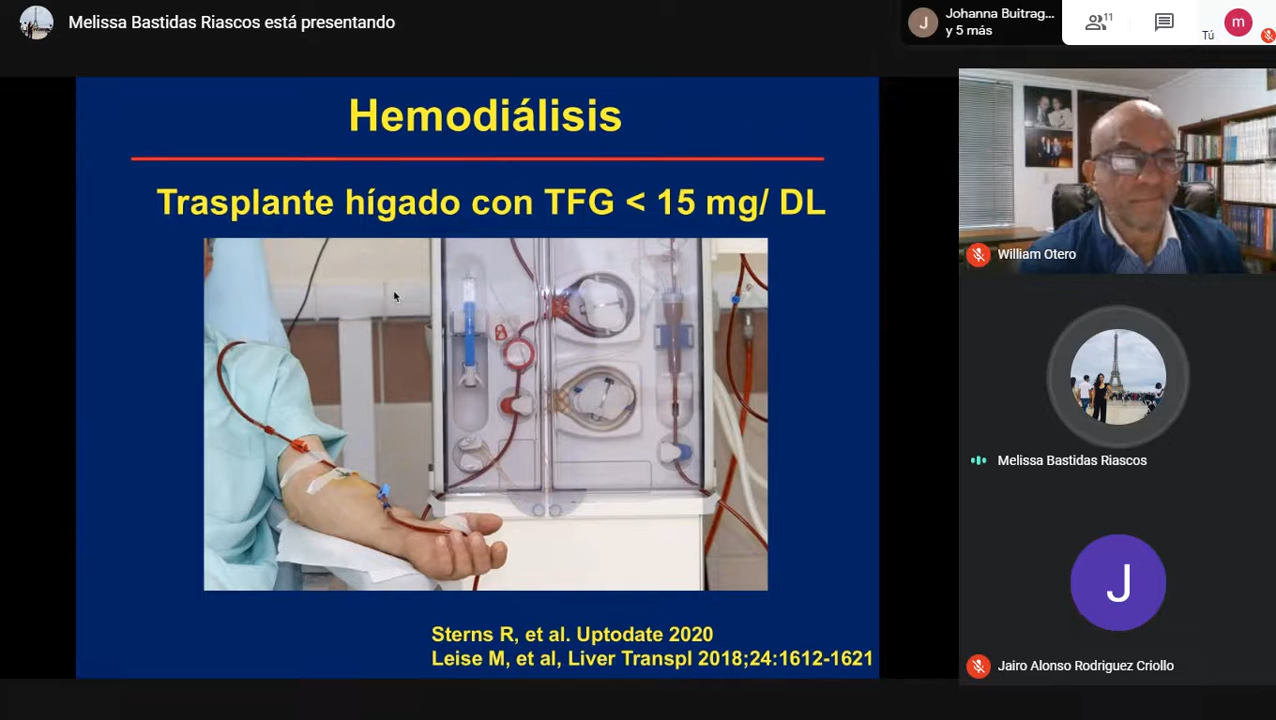 Melissa Bastidas Riascos está presentando
Johanna Buitrag...
y 5 más
11
Tú
m
J
Hemodiálisis
Trasplante hígado con TFG < 15 mg/ DL
Sterns R, et al. Uptodate 2020
Leise M, et al, Liver Transpl 2018;24:1612-1621
William Otero
Melissa Bastidas Riascos
J
Jairo Alonso Rodriguez Criollo